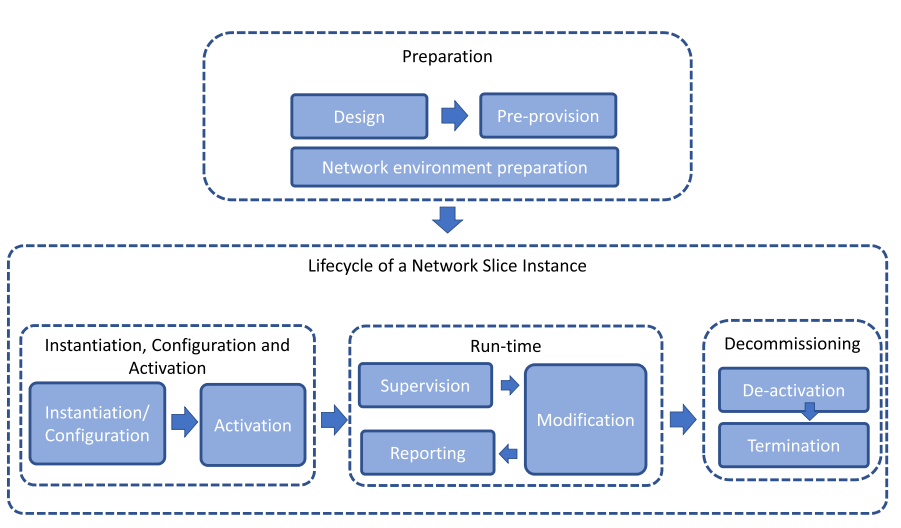 Preparation
Design
Pre-provision
Network environment preparation
Lifecycle of a Network Slice Instance
Instantiation, Configuration and
Activation
Instantiation/
Configuration
Activation
Run-time
Supervision
Modification
Reporting
Decommissioning
De-activation
Termination